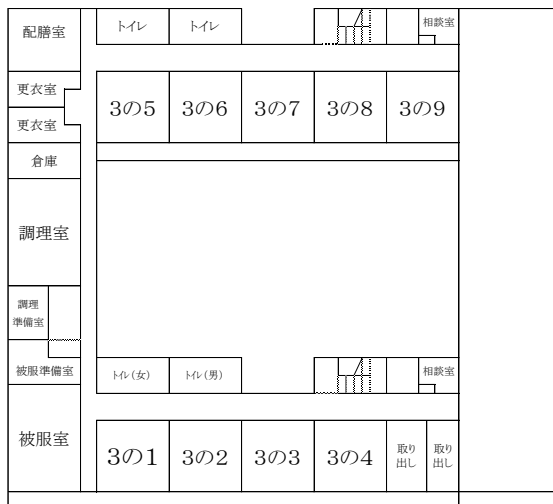 配膳室
トイレ
トイレ
相談室
更衣室
更衣室
3の5
3の6
3の7
3の8
3の9
倉庫
調理室
調理
準備室
被服準備室
トイレ(女)
トイレ(男)
相談室
被服室
3の1
3の2
3の3
3の4
取り
出し
取り
出し